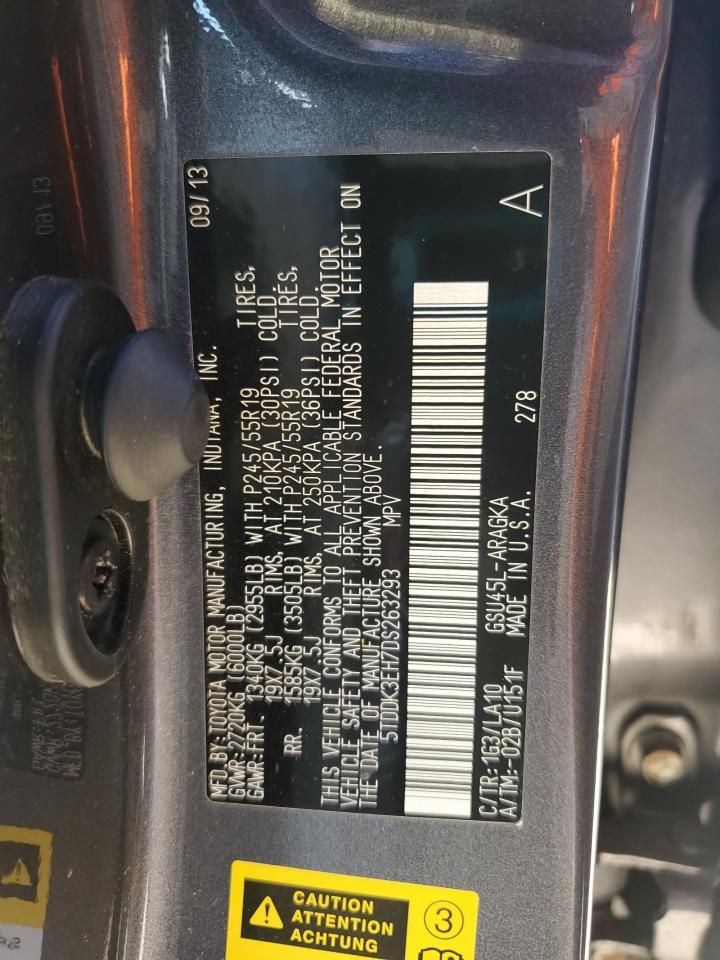 MFD.BY:TOYOTA MOTOR MANUFACTURING, INDIANA, INC. 09/13
GVWR-2720KG (6000LB)
GAWR:FRT. 1340KG (2955LB) WITH P245/55R19 TIRES,
19X7.5J RIMS, AT 210KPA (30PSI) COLD.
RR. 1585KG (3505LB) WITH P245/55R19 TIRES,
19X7.5J RIMS, AT 250KPA (36PSI) COLD.
THIS VEHICLE CONFORMS TO ALL APPLICABLE FEDERAL MOTOR
VEHICLE SAFETY AND THEFT PREVENTION STANDARDS IN EFFECT ON
THE DATE OF MANUFACTURE SHOWN ABOVE.
5TDDK3EH7DS263293 MPV
C/TR:1G3/LA10 GSU45L-ARAGKA
A/TM:-02B/U151F MADE IN U.S.A. 278 A
CAUTION
ATTENTION
ACHTUNG
3